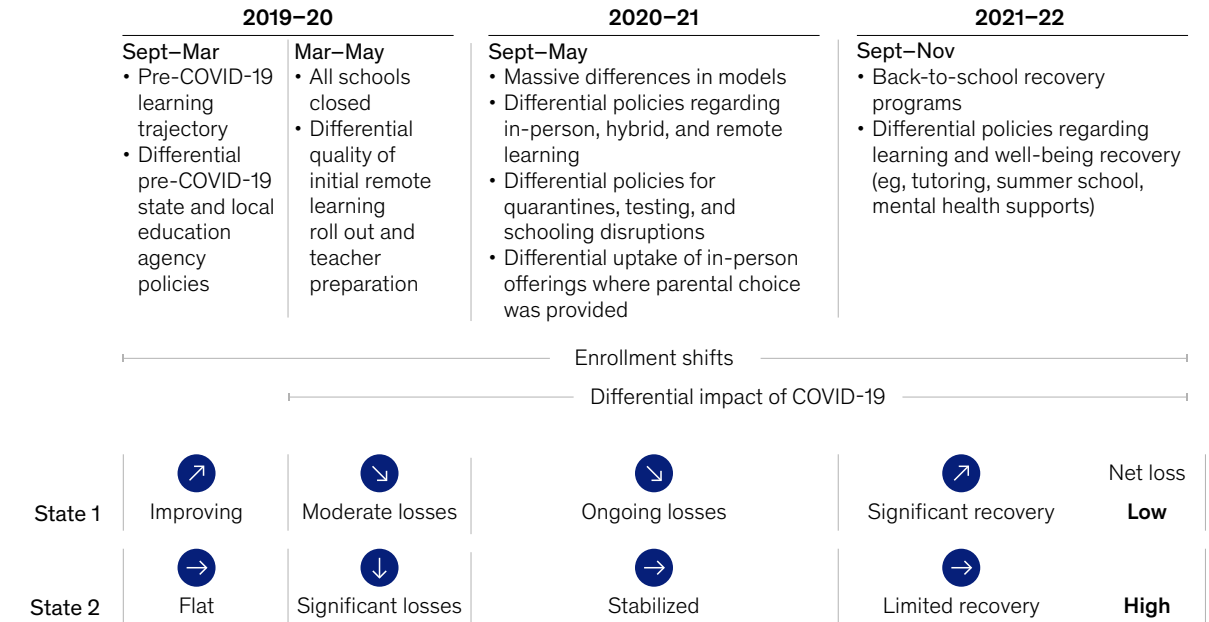 2019–20
2020–21
2021–22
Sept–Mar
• Pre-COVID-19
learning
trajectory
• Differential
pre-COVID-19
state and local
education
agency
policies
Mar–May
• All schools
closed
• Differential
quality of
initial remote
learning
roll out and
teacher
preparation
Sept–May
• Massive differences in models
• Differential policies regarding
in-person, hybrid, and remote
learning
• Differential policies for
quarantines, testing, and
schooling disruptions
• Differential uptake of in-person
offerings where parental choice
was provided
Sept–Nov
• Back-to-school recovery
programs
• Differential policies regarding
learning and well-being recovery
(eg, tutoring, summer school,
mental health supports)
Enrollment shifts
Differential impact of COVID-19
Net loss
State 1
Improving
Moderate losses
Ongoing losses
Significant recovery
Low
State 2
Flat
Significant losses
Stabilized
Limited recovery
High